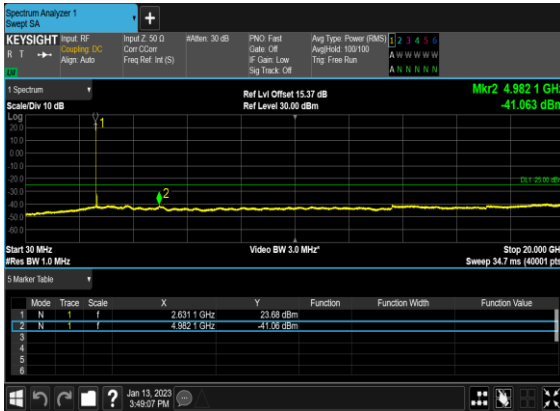 Spectrum Analyzer 1
Swept SA
KEYSIGHT Input: RF Input Z: 50 Ω #Atten: 30 dB PNO: Fast Avg Type: Power (RMS) 1 2 3 4 5 6
R T Coupling: DC Corr CCorr Gate: Off Avg|Hold: 100/100 A W W W W W
Align: Auto Freq Ref: Int (S) IF Gain: Low Trig: Free Run
Sig Track: Off A N N N N N
1 Spectrum Ref Lvl Offset 15.37 dB Mkr2 4.982 1 GHz
Scale/Div 10 dB Ref Level 30.00 dBm -41.063 dBm
Log
20.0
10.0
0.00
-10.0
-20.0
-30.0
-40.0
-50.0
-60.0
1
2
DL1 -25.00 dBm
Start 30 MHz Video BW 3.0 MHz* Stop 20.000 GHz
#Res BW 1.0 MHz Sweep 34.7 ms (40001 pts)
5 Marker Table
Mode Trace Scale X Y Function Function Width Function Value
1 N 1 f 2.631 1 GHz 23.68 dBm
2 N 1 f 4.982 1 GHz -41.06 dBm
3
4
5
6
Jan 13, 2023
3:49:07 PM